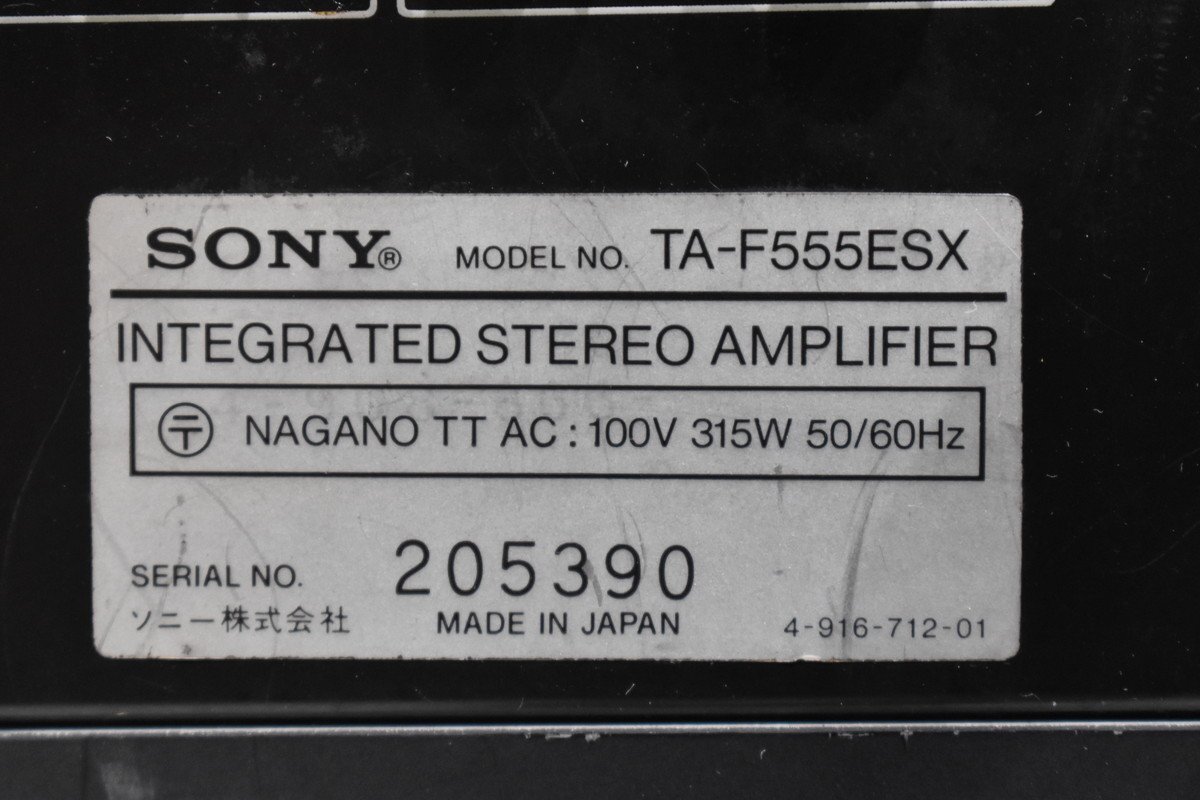 SONY® MODEL NO. TA-F555ESX
INTEGRATED STEREO AMPLIFIER
〶 NAGANO TT AC : 100V 315W 50/60Hz
SERIAL NO. 205390
ソニー株式会社 MADE IN JAPAN 4-916-712-01